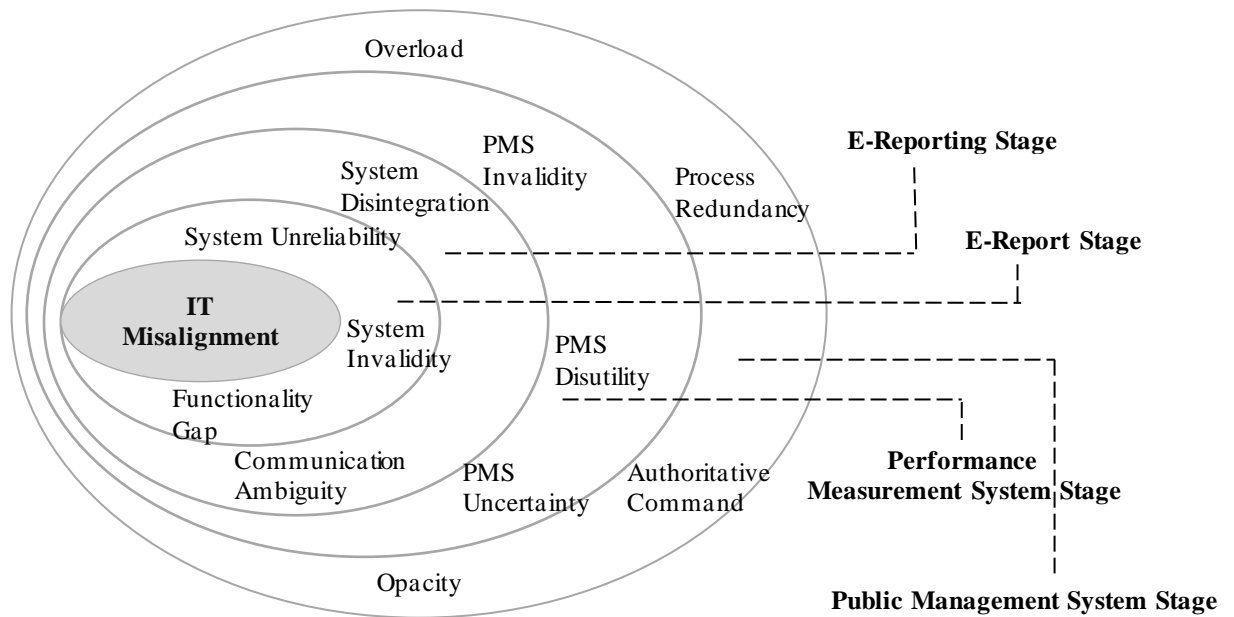 Overload
PMS
Invalidity
E-Reporting Stage
System
Disintegration
Process
Redundancy
System Unreliability
E-Report Stage
IT
Misalignment
System
Invalidity
PMS
Disutility
Functionality
Gap
Communication
Ambiguity
PMS
Uncertainty
Authoritative
Command
Performance
Measurement System Stage
Opacity
Public Management System Stage